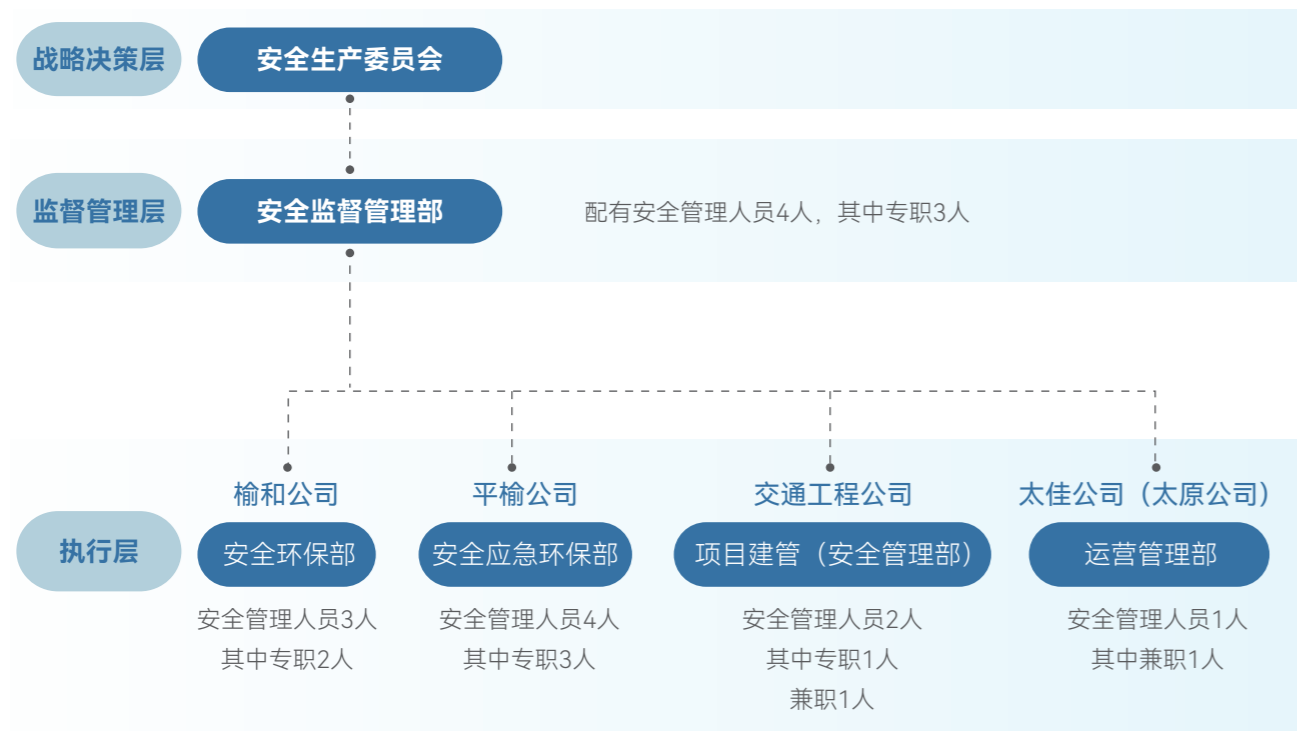 战略决策层
安全生产委员会
监督管理层
安全监督管理部
配有安全管理人员4人，其中专职3人
榆和公司
平榆公司
交通工程公司
太佳公司（太原公司）
执行层
安全环保部
安全应急环保部
项目建管（安全管理部）
运营管理部
安全管理人员3人
其中专职2人
安全管理人员4人
其中专职3人
安全管理人员2人
其中专职1人
兼职1人
安全管理人员1人
其中兼职1人